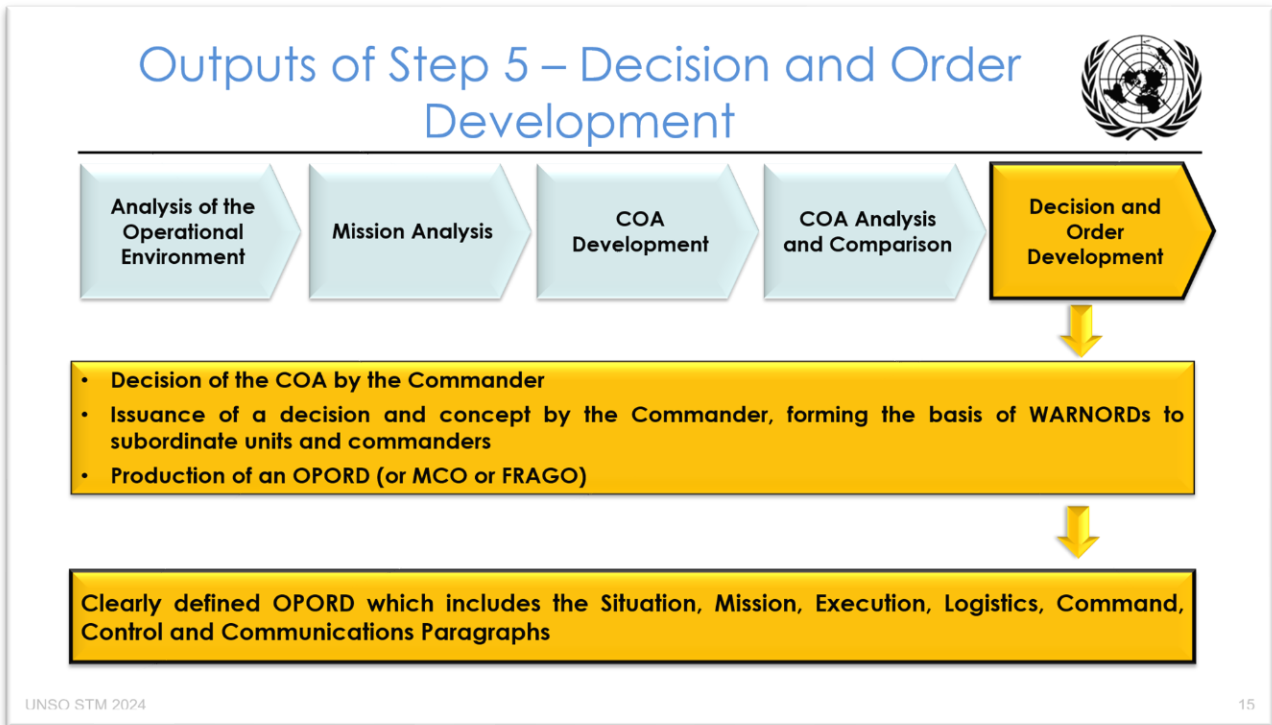 Outputs of Step 5 – Decision and Order
Development
Analysis of the
Operational
Environment
Mission Analysis
COA
Development
COA Analysis
and Comparison
Decision and
Order
Development
• Decision of the COA by the Commander
• Issuance of a decision and concept by the Commander, forming the basis of WARNORDs to
subordinate units and commanders
• Production of an OPORD (or MCO or FRAGO)
Clearly defined OPORD which includes the Situation, Mission, Execution, Logistics, Command,
Control and Communications Paragraphs
UNSO STM 2024
15